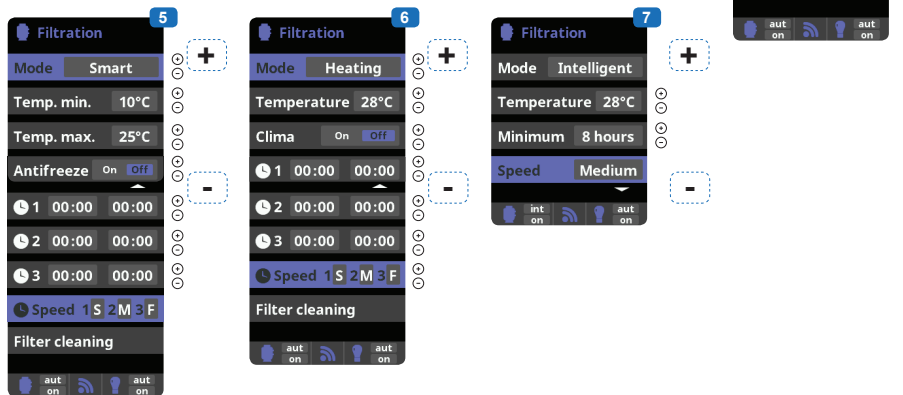 5
Filtration
Mode Smart
Temp. min. 10°C
Temp. max. 25°C
Antifreeze On Off
1 00:00 00:00
2 00:00 00:00
3 00:00 00:00
Speed 1 S 2 M 3 F
Filter cleaning
aut
on
aut
on
+
-
6
Filtration
Mode Heating
Temperature 28°C
Clima On Off
1 00:00 00:00
2 00:00 00:00
3 00:00 00:00
Speed 1 S 2 M 3 F
Filter cleaning
aut
on
aut
on
+
-
7
Filtration
Mode Intelligent
Temperature 28°C
Minimum 8 hours
Speed Medium
int
on
aut
on
+
-
aut
on
aut
on